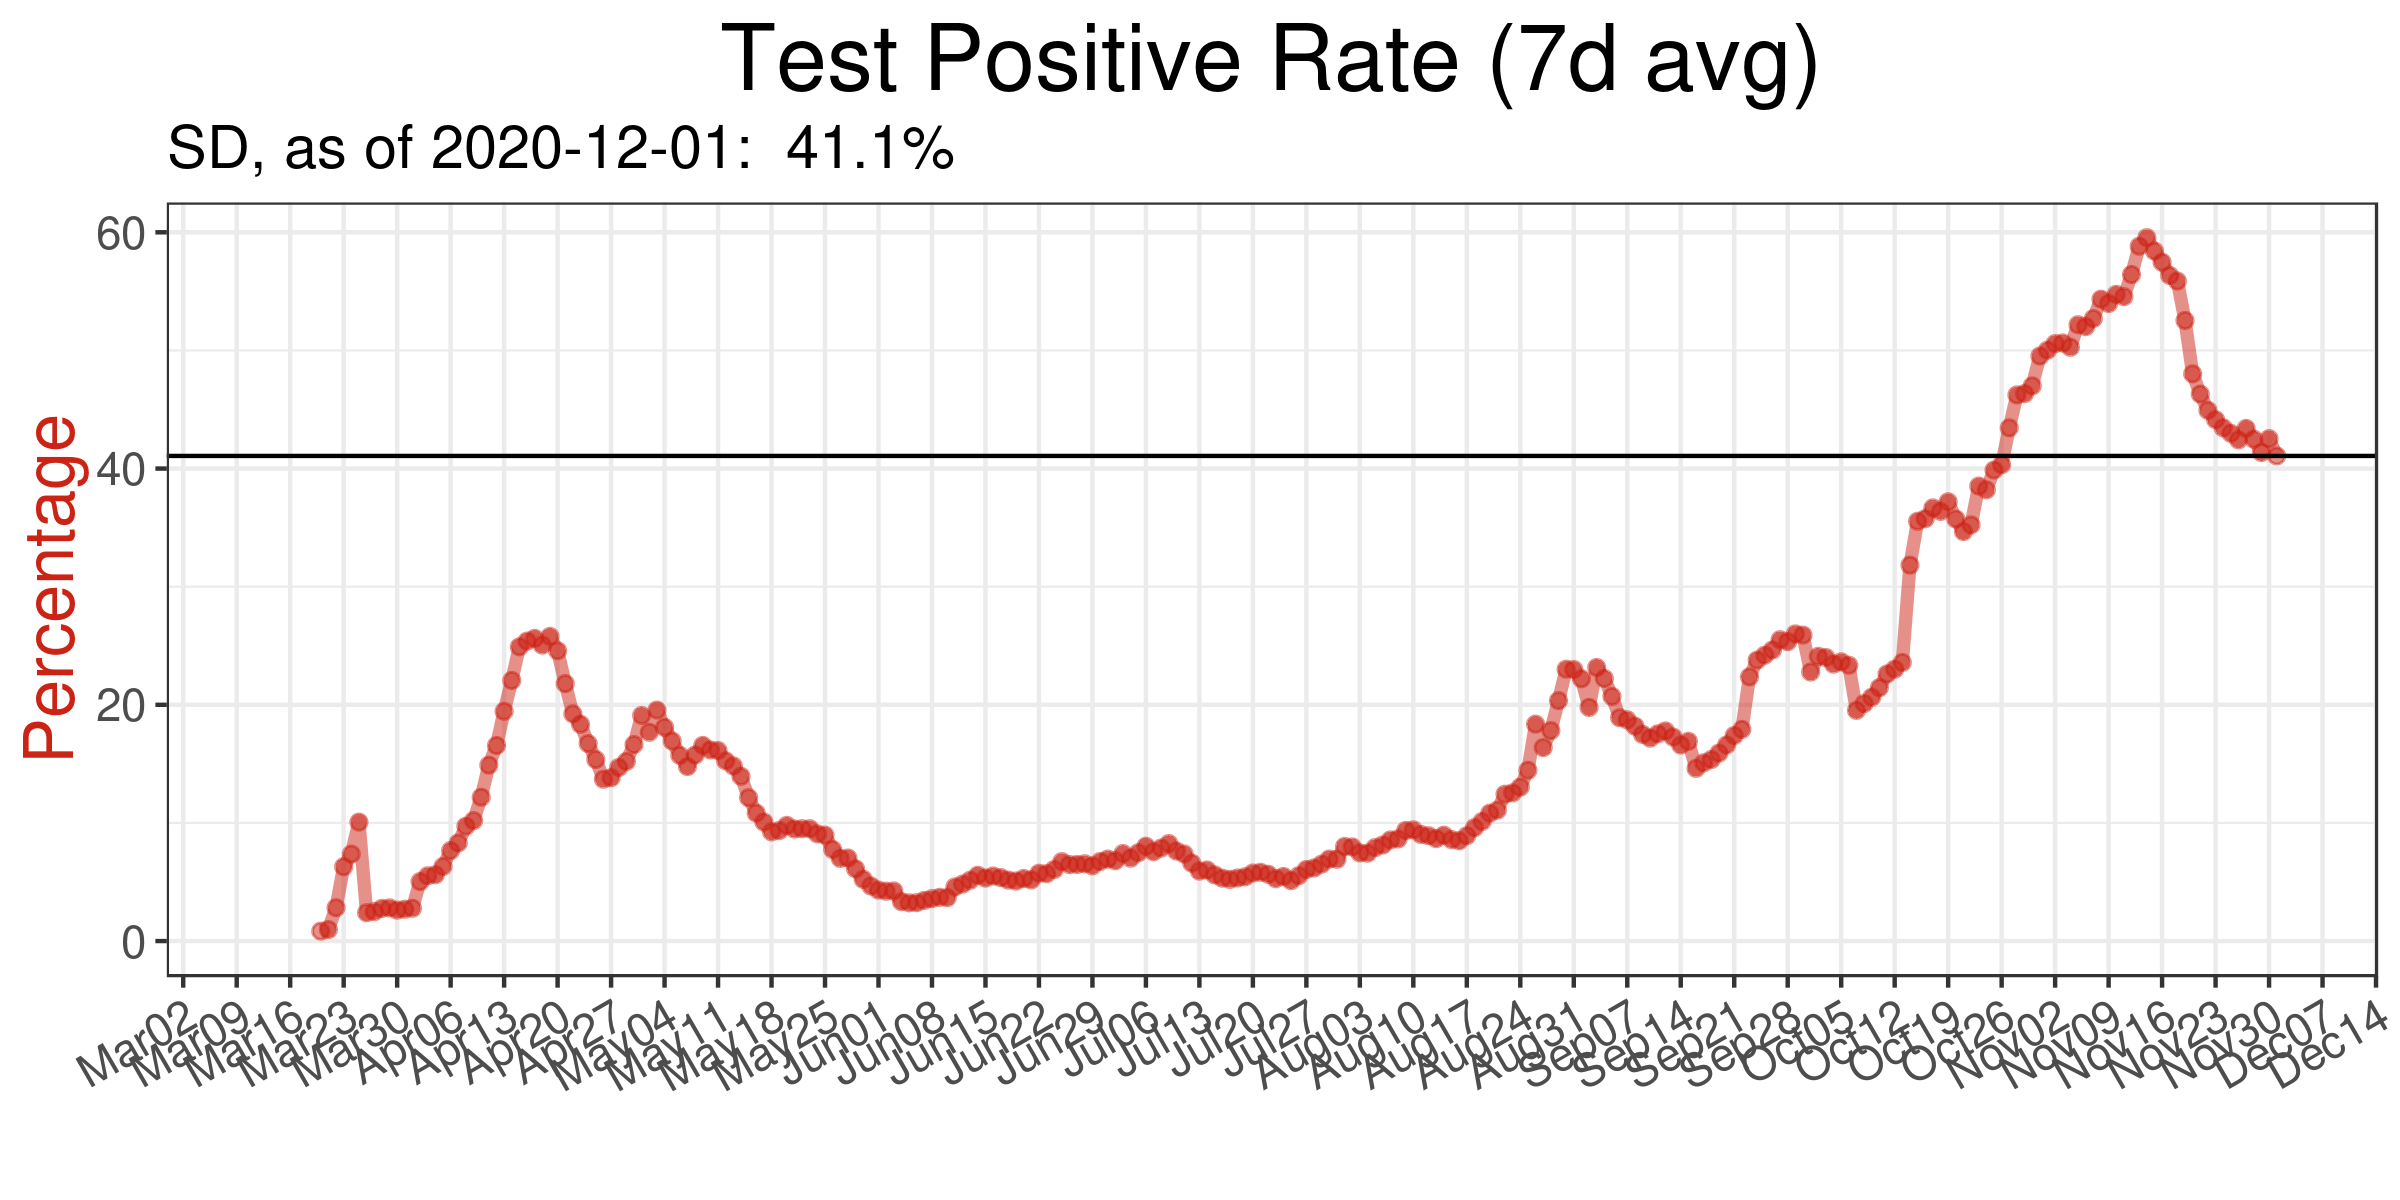 Test Positive Rate (7d avg)
SD, as of 2020-12-01:  41.1%
Percentage
60
40
20
0
Mar02
Mar09
Mar16
Mar23
Mar30
Apr06
Apr13
Apr20
Apr27
May04
May11
May18
May25
Jun01
Jun08
Jun15
Jun22
Jun29
Jul06
Jul13
Jul20
Jul27
Aug03
Aug10
Aug17
Aug24
Aug31
Sep07
Sep14
Sep21
Sep28
Oct05
Oct12
Oct19
Oct26
Nov02
Nov09
Nov16
Nov23
Nov30
Dec07
Dec14